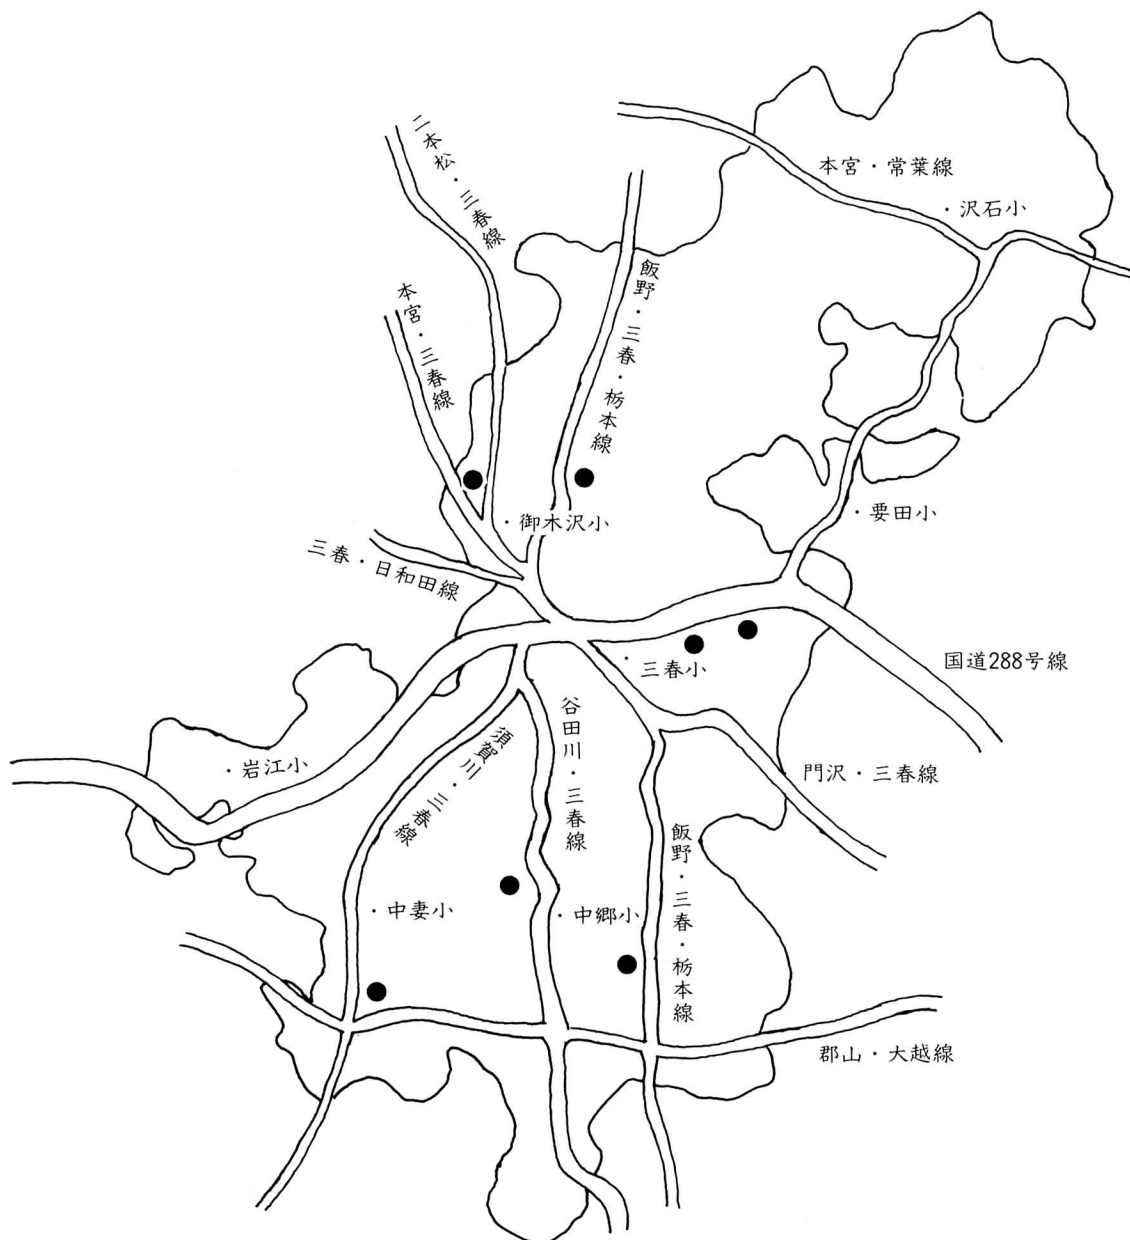 本宮・常葉線
・沢石小
二本松・三春線
飯野・三春・栃本線
本宮・三春線
・御木沢小
・要田小
三春・日和田線
・三春小
国道288号線
・岩江小
須賀川・三春線
谷田川・三春線
門沢・三春線
飯野・三春・栃本線
・中妻小
・中郷小
郡山・大越線